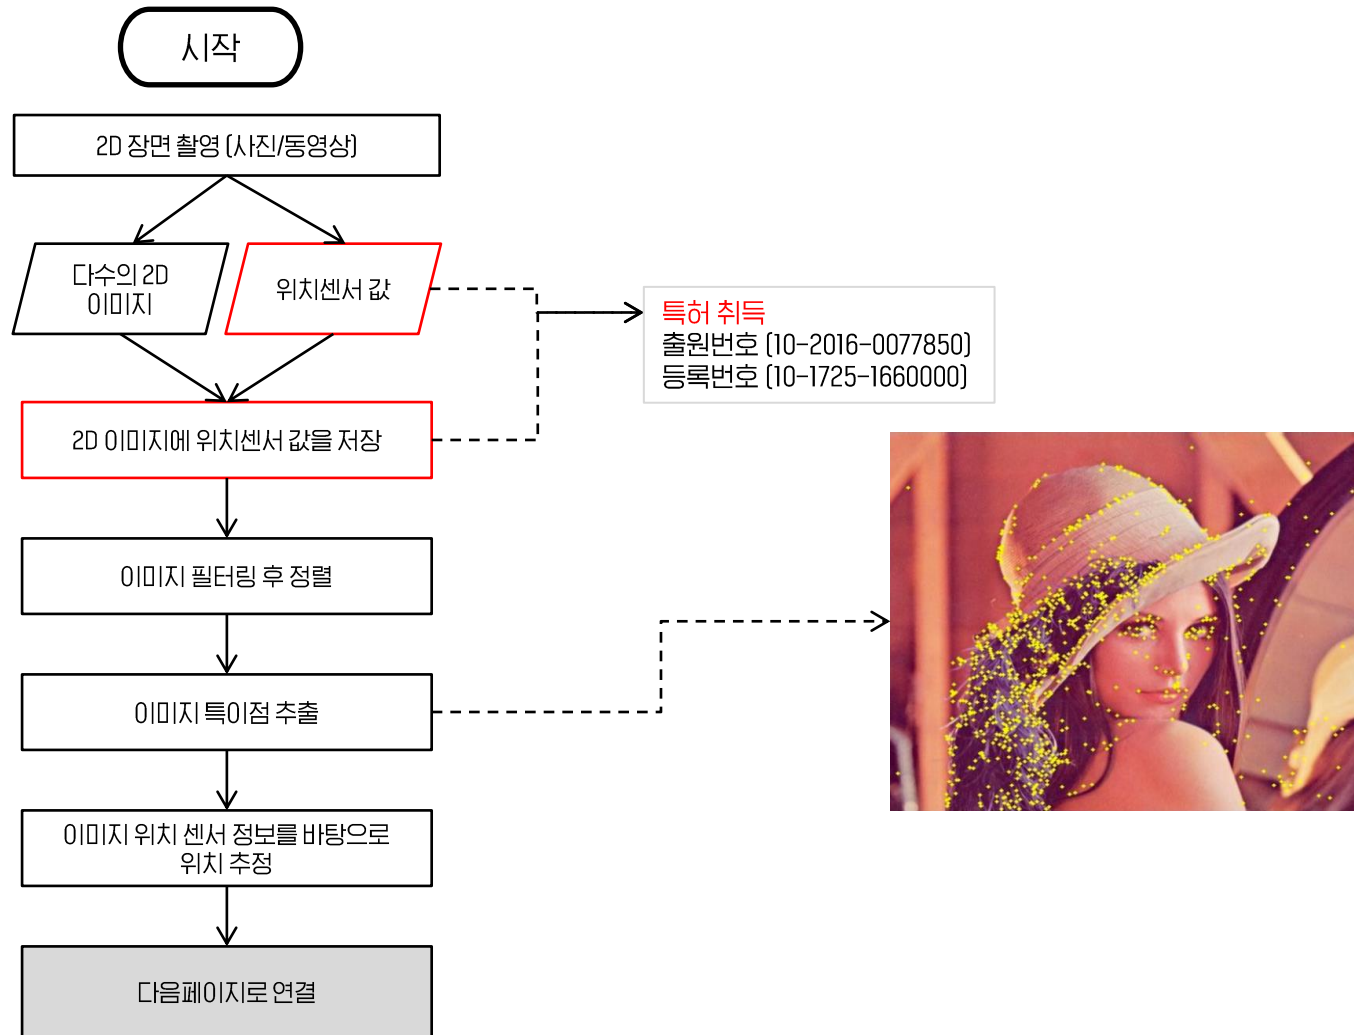 시작
2D 장면 촬영 (사진/동영상)
다수의 2D
이미지
위치센서 값
특허 취득
출원번호 (10-2016-0077850)
등록번호 (10-1725-1660000)
2D 이미지에 위치센서 값을 저장
이미지 필터링 후 정렬
이미지 특이점 추출
이미지 위치 센서 정보를 바탕으로
위치 추정
다음페이지로 연결